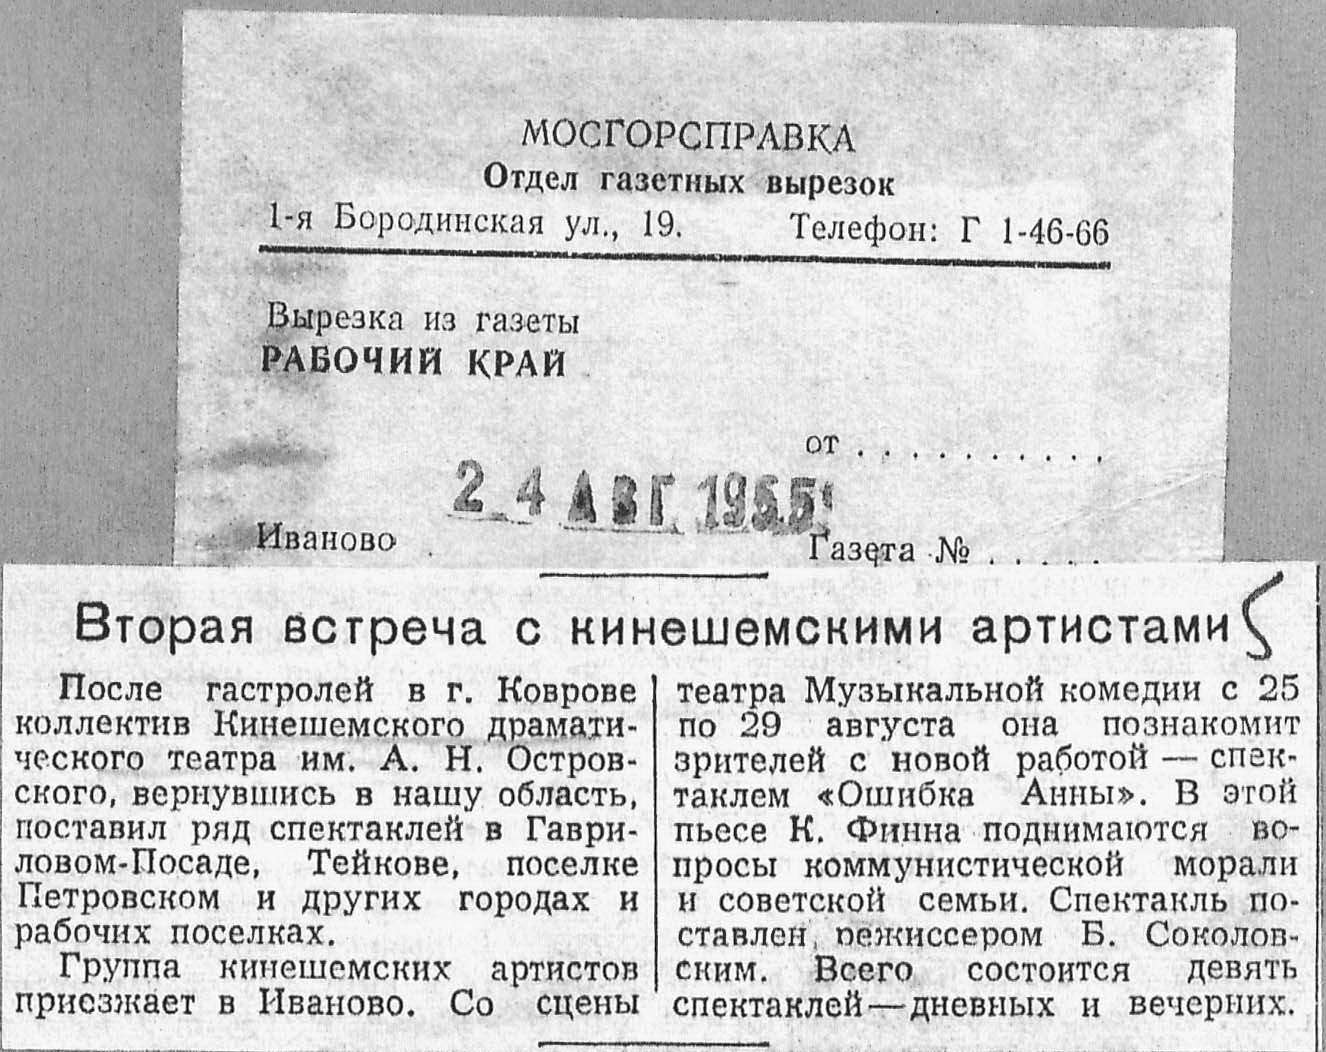 МОСГОРСПРАВКА
Отдел газетных вырезок
1-я Бородинская ул., 19. Телефон: Г 1-46-66
Вырезка из газеты
РАБОЧИЙ КРАЙ
от . . . . . . . . . .
24 АВГ 1955
Иваново . Газета № . . . . .
Вторая встреча с кинешемскими артистами
После гастролей в г. Коврове
коллектив Кинешемского драмати-
ческого театра им. А. Н. Остров-
ского, вернувшись в нашу область,
поставил ряд спектаклей в Гаври-
ловом-Посаде, Тейкове, поселке
Петровском и других городах и
рабочих поселках.
Группа кинешемских артистов
приезжает в Иваново. Со сцены
театра Музыкальной комедии с 25
по 29 августа она познакомит
зрителей с новой работой — спек-
таклем «Ошибка Анны». В этой
пьесе К. Финна поднимаются во-
просы коммунистической морали
и советской семьи. Спектакль по-
ставлен режиссером Б. Соколов-
ским. Всего состоится девять
спектаклей — дневных и вечерних.